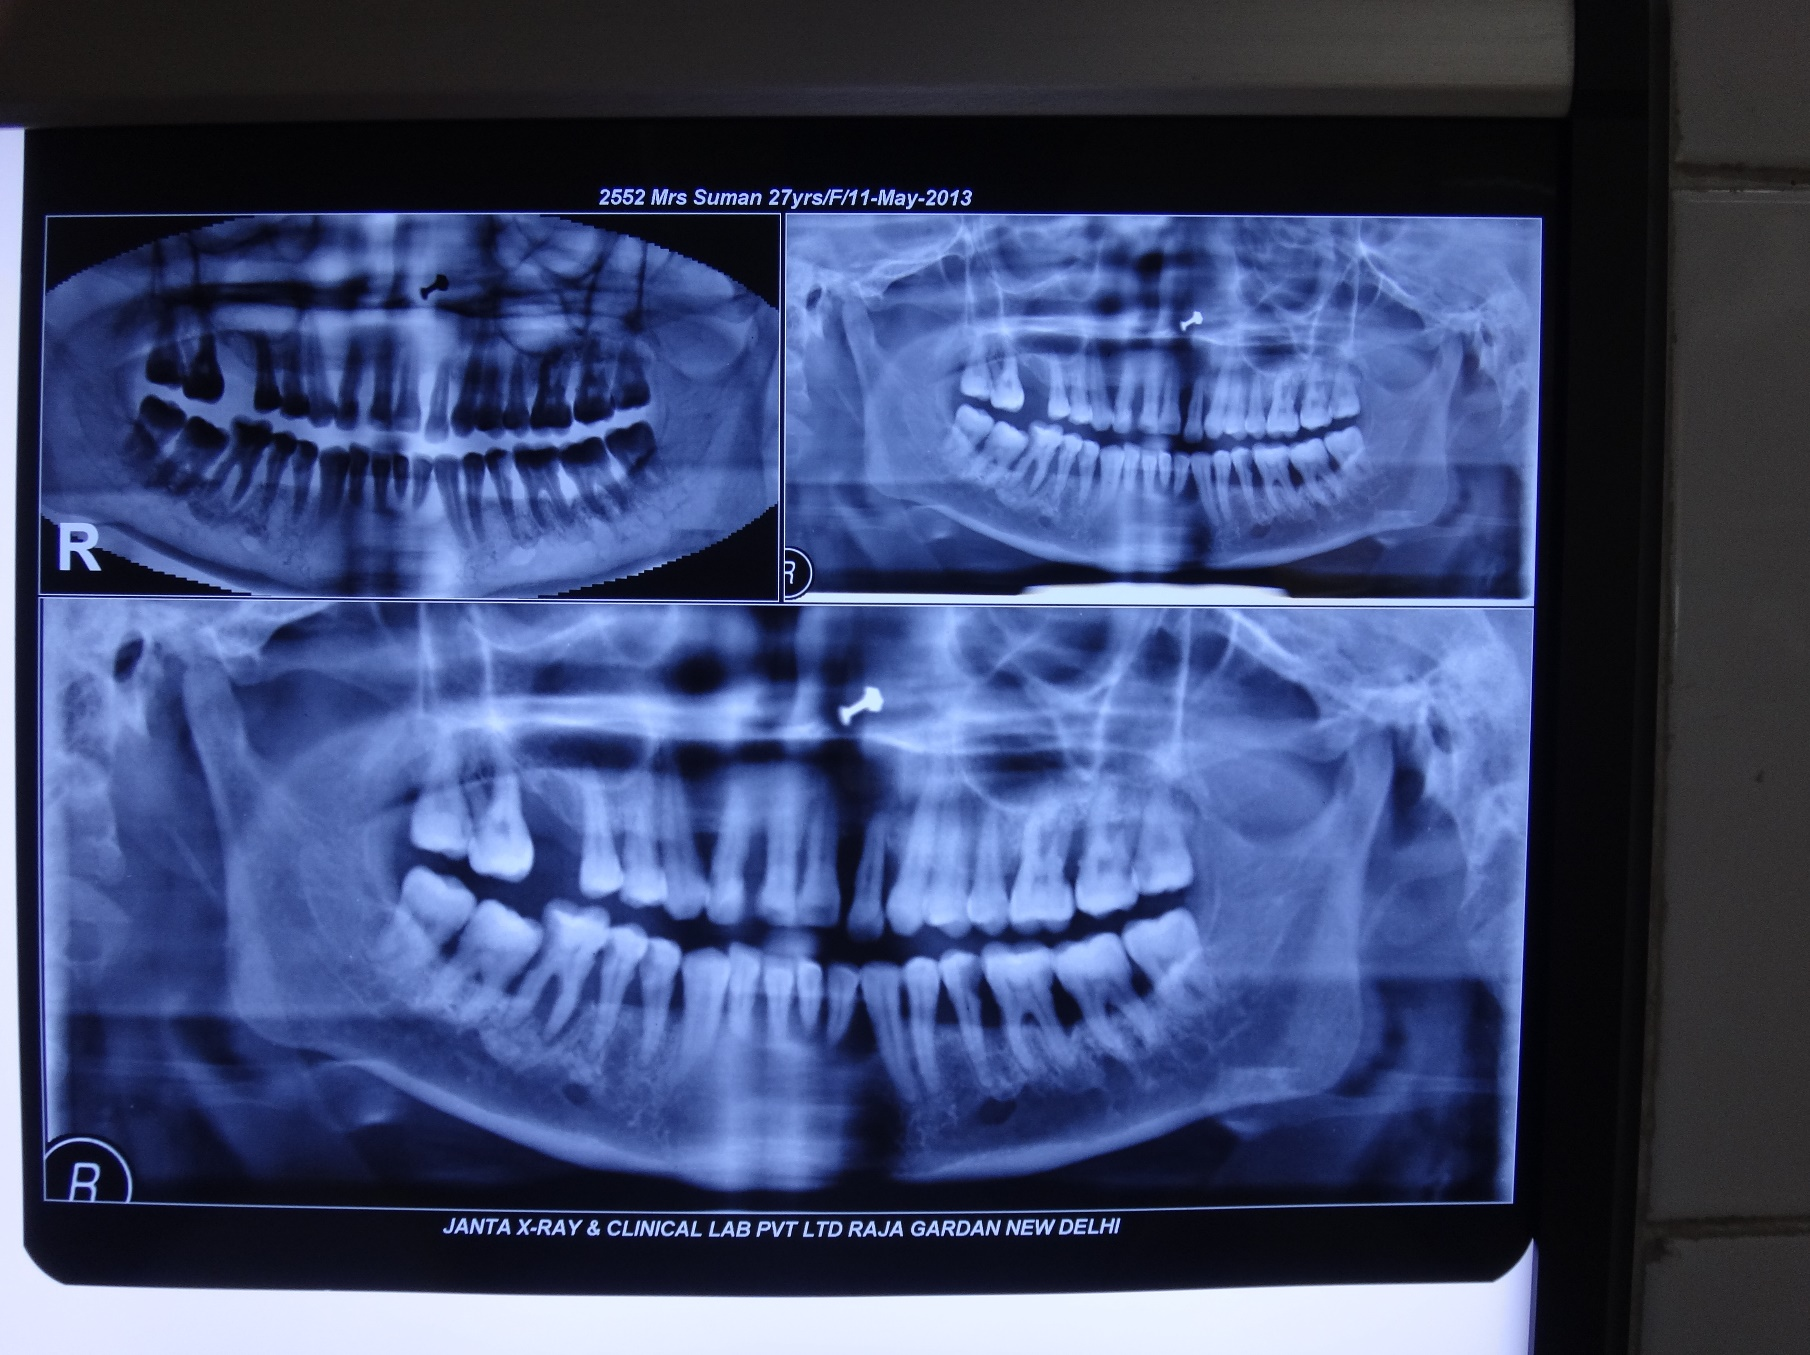 2552 Mrs Suman 27yrs/F/11-May-2013
R
R
R
JANTA X-RAY & CLINICAL LAB PVT LTD RAJA GARDAN NEW DELHI